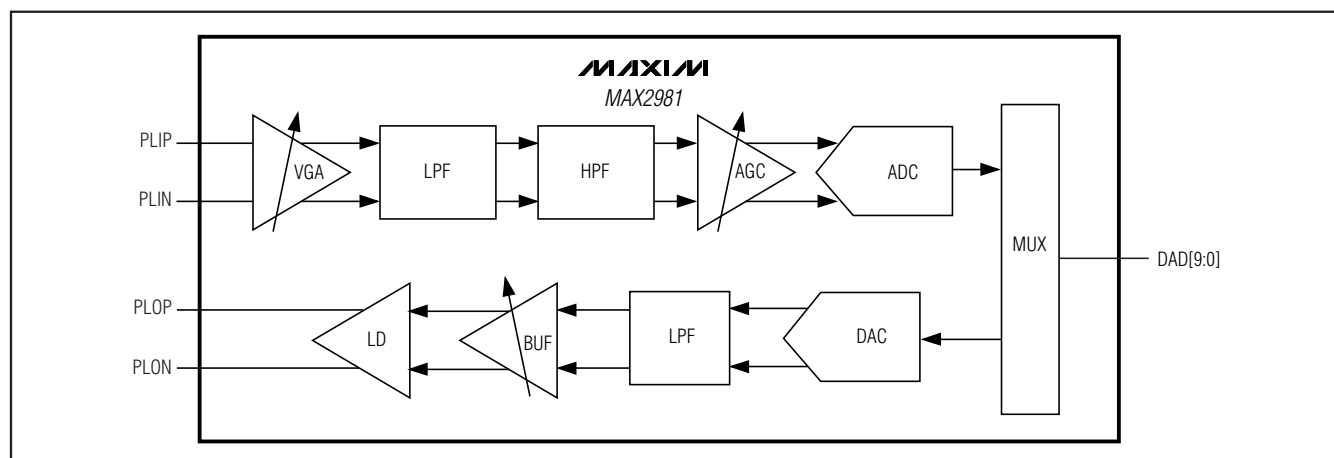 MAXIM
MAX2981
PLIP
PLIN
VGA
LPF
HPF
AGC
ADC
MUX
DAD[9:0]
PLOP
PLON
LD
BUF
LPF
DAC